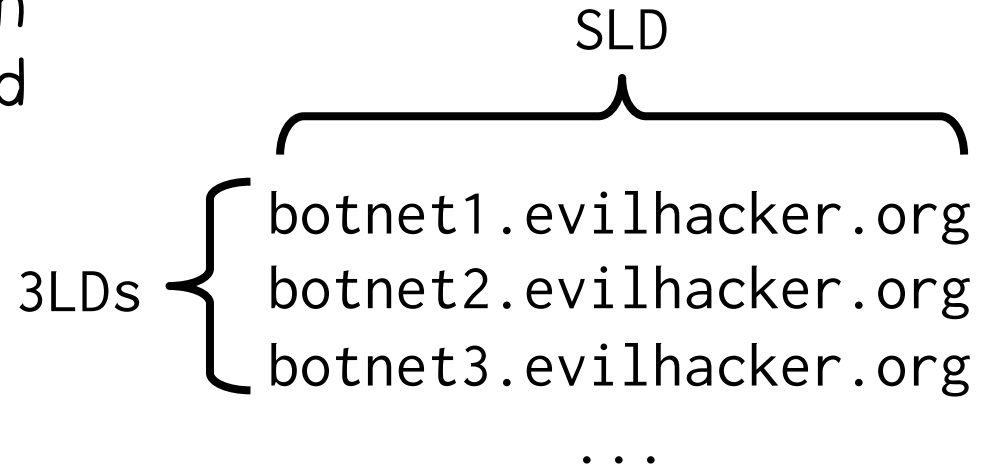 SLD
d
botnet1.evilhacker.org
3LDs
botnet2.evilhacker.org
botnet3.evilhacker.org
...